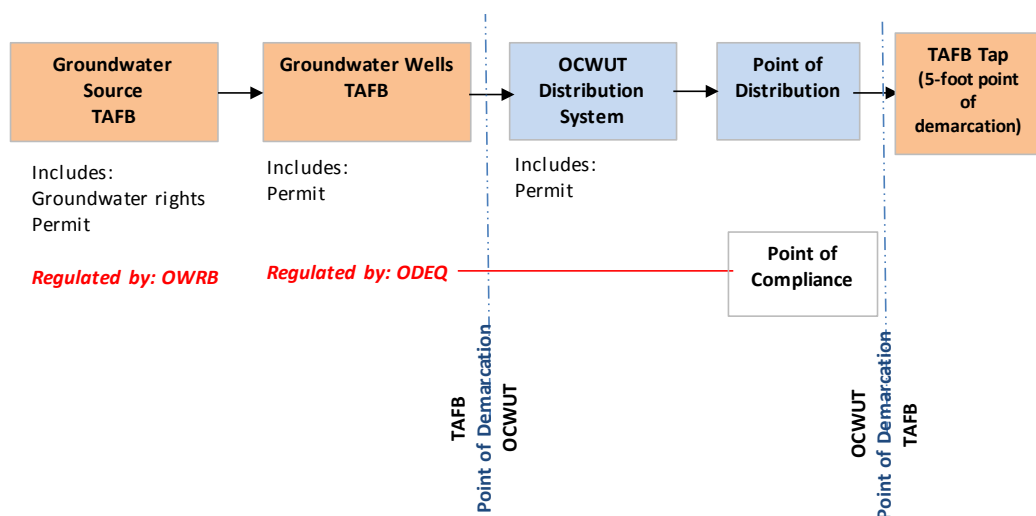 Groundwater
Source
TAFB
Groundwater Wells
TAFB
OCWUT
Distribution
System
Point of
Distribution
TAFB Tap
(5-foot point
of
demarcation)
Includes:
Groundwater rights
Permit
Includes:
Permit
Includes:
Permit
Regulated by: OWRB
Regulated by: ODEQ
Point of
Compliance
TAFB
Point of Demarcation
OCWUT
OCWUT
Point of Demarcation
TAFB